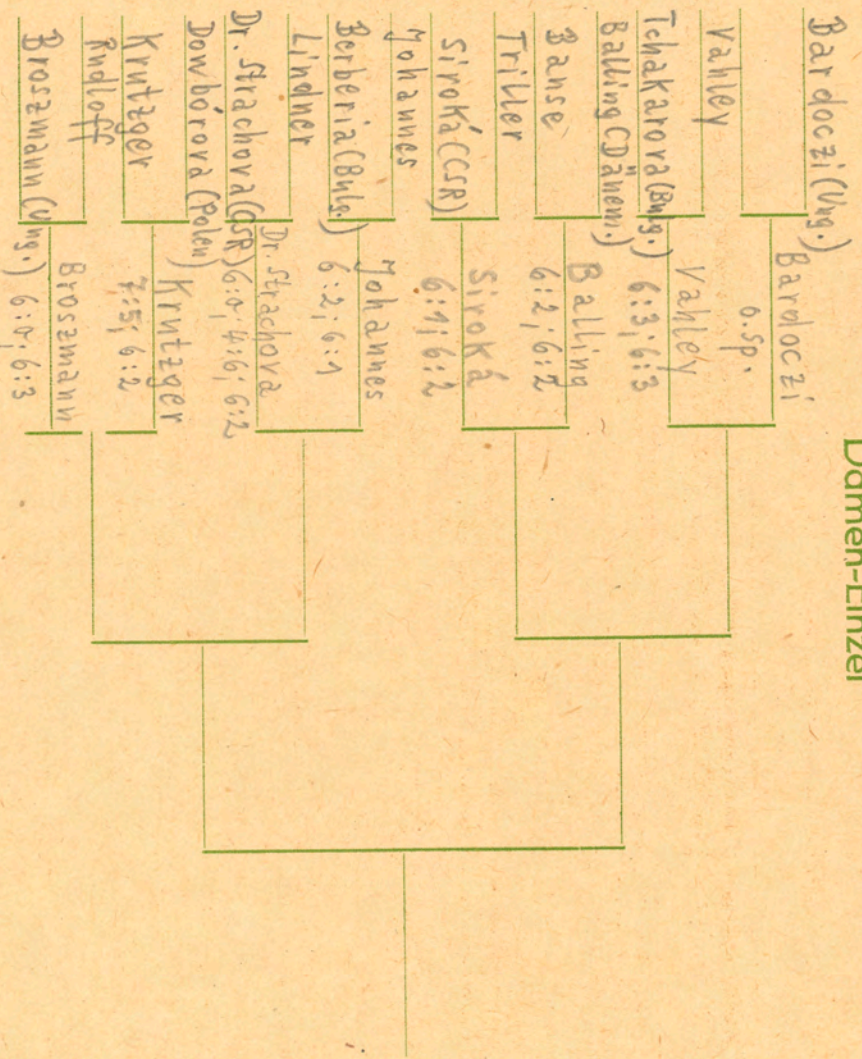 Damen-Einzel
Bardoczi (Ung.)
Vahley
Tchakarova (Bulg.)
Balling (Dänem.)
Banse
Triller
Siroká (CSR)
Johannes
Berberia (Bulg.)
Lindner
Dr. Strachova (CSR)
Dowbórova (Polen)
Krutzger
Rudloff
Broszmann (Ung.)
Bardoczi
o. Sp.
Vahley
6:3; 6:3
Balling
6:2; 6:2
Siroká
6:1; 6:2
Johannes
6:2; 6:1
Dr. Strachova
6:0; 4:6; 6:2
Krutzger
7:5; 6:2
Broszmann
6:0; 6:3